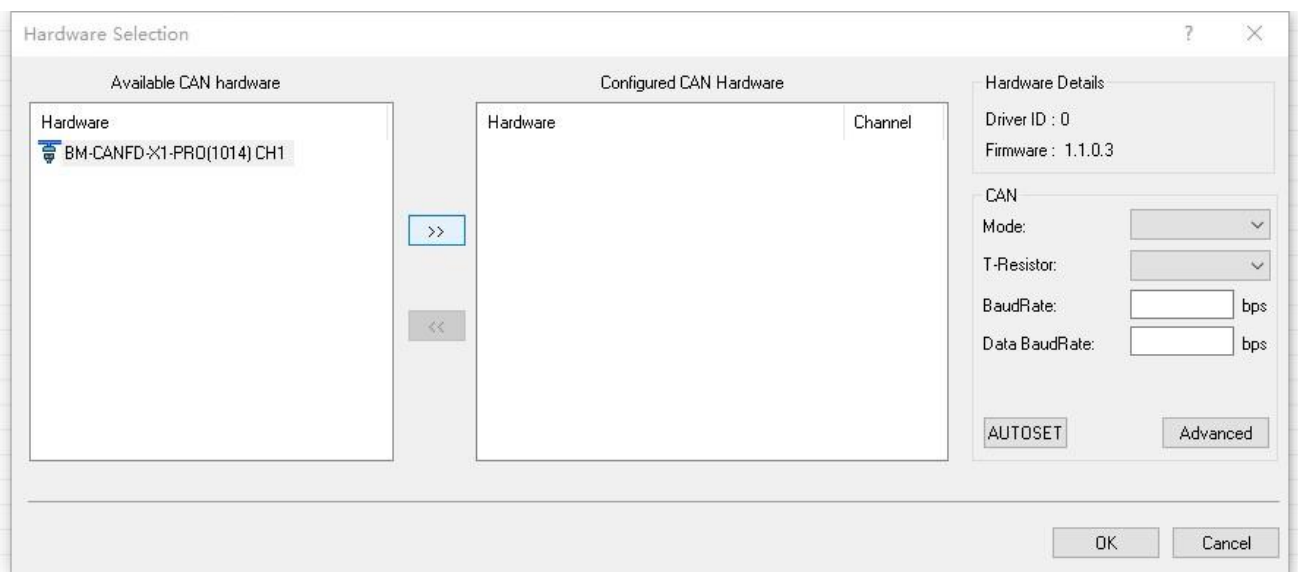 Hardware Selection
Available CAN hardware
Hardware
BM-CANFD-X1-PRO(1014) CH1
>>
<<
Configured CAN Hardware
Hardware Channel
Hardware Details
Driver ID : 0
Firmware : 1.1.0.3
CAN
Mode:
T-Resistor:
BaudRate: bps
Data BaudRate: bps
AUTOSET Advanced
OK Cancel